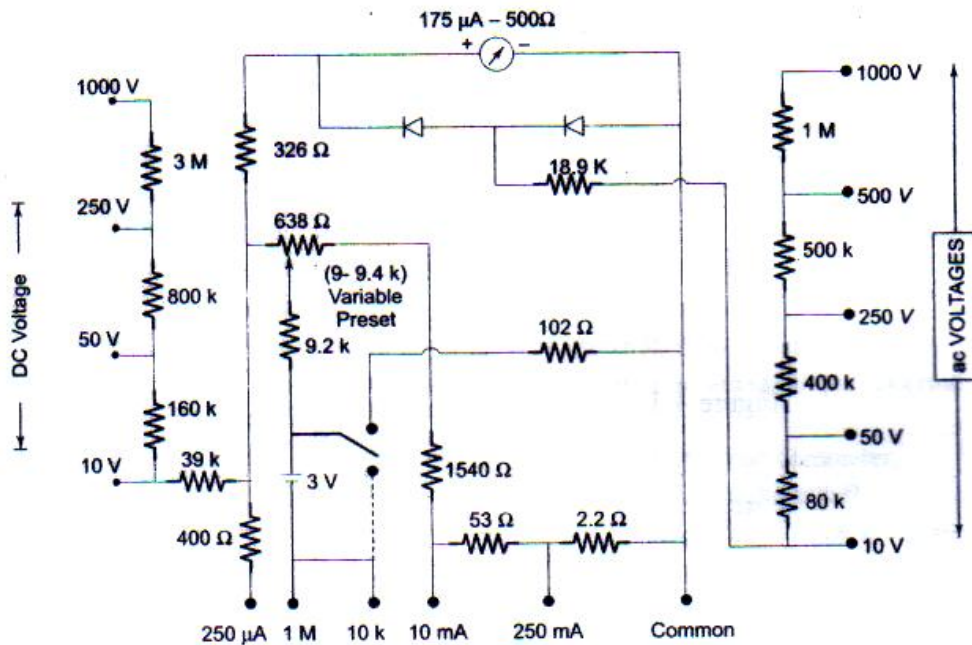 175 μA – 500Ω
+ –
1000 V
3 M
326 Ω
18.9 K
1000 V
1 M
500 V
250 V
638 Ω
(9- 9.4 k)
Variable
Preset
500 k
DC Voltage
800 k
9.2 k
102 Ω
250 V
ac VOLTAGES
50 V
400 k
160 k
50 V
10 V
39 k
3 V
1540 Ω
80 k
400 Ω
53 Ω
2.2 Ω
10 V
250 μA
1 M
10 k
10 mA
250 mA
Common